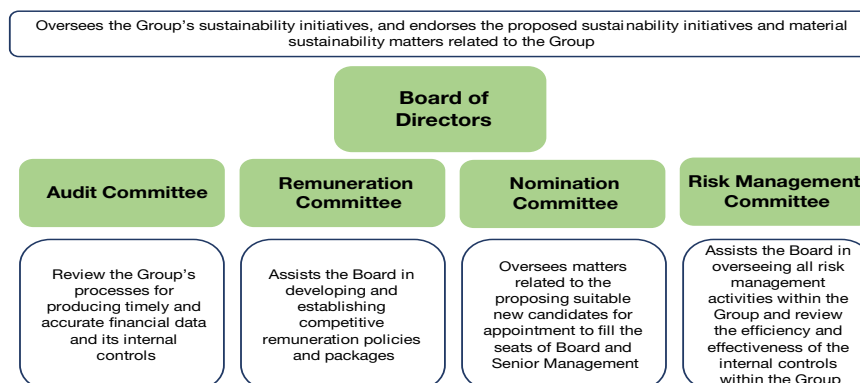 Oversees the Group's sustainability initiatives, and endorses the proposed sustainability initiatives and material
sustainability matters related to the Group
Board of
Directors
Audit Committee
Remuneration
Committee
Nomination
Committee
Risk Management
Committee
Review the Group's
processes for
producing timely and
accurate financial data
and its internal
controls
Assists the Board in
developing and
establishing
competitive
remuneration policies
and packages
Oversees matters
related to the
proposing suitable
new candidates for
appointment to fill the
seats of Board and
Senior Management
Assists the Board in
overseeing all risk
management
activities within the
Group and review
the efficiency and
effectiveness of the
internal controls
within the Group